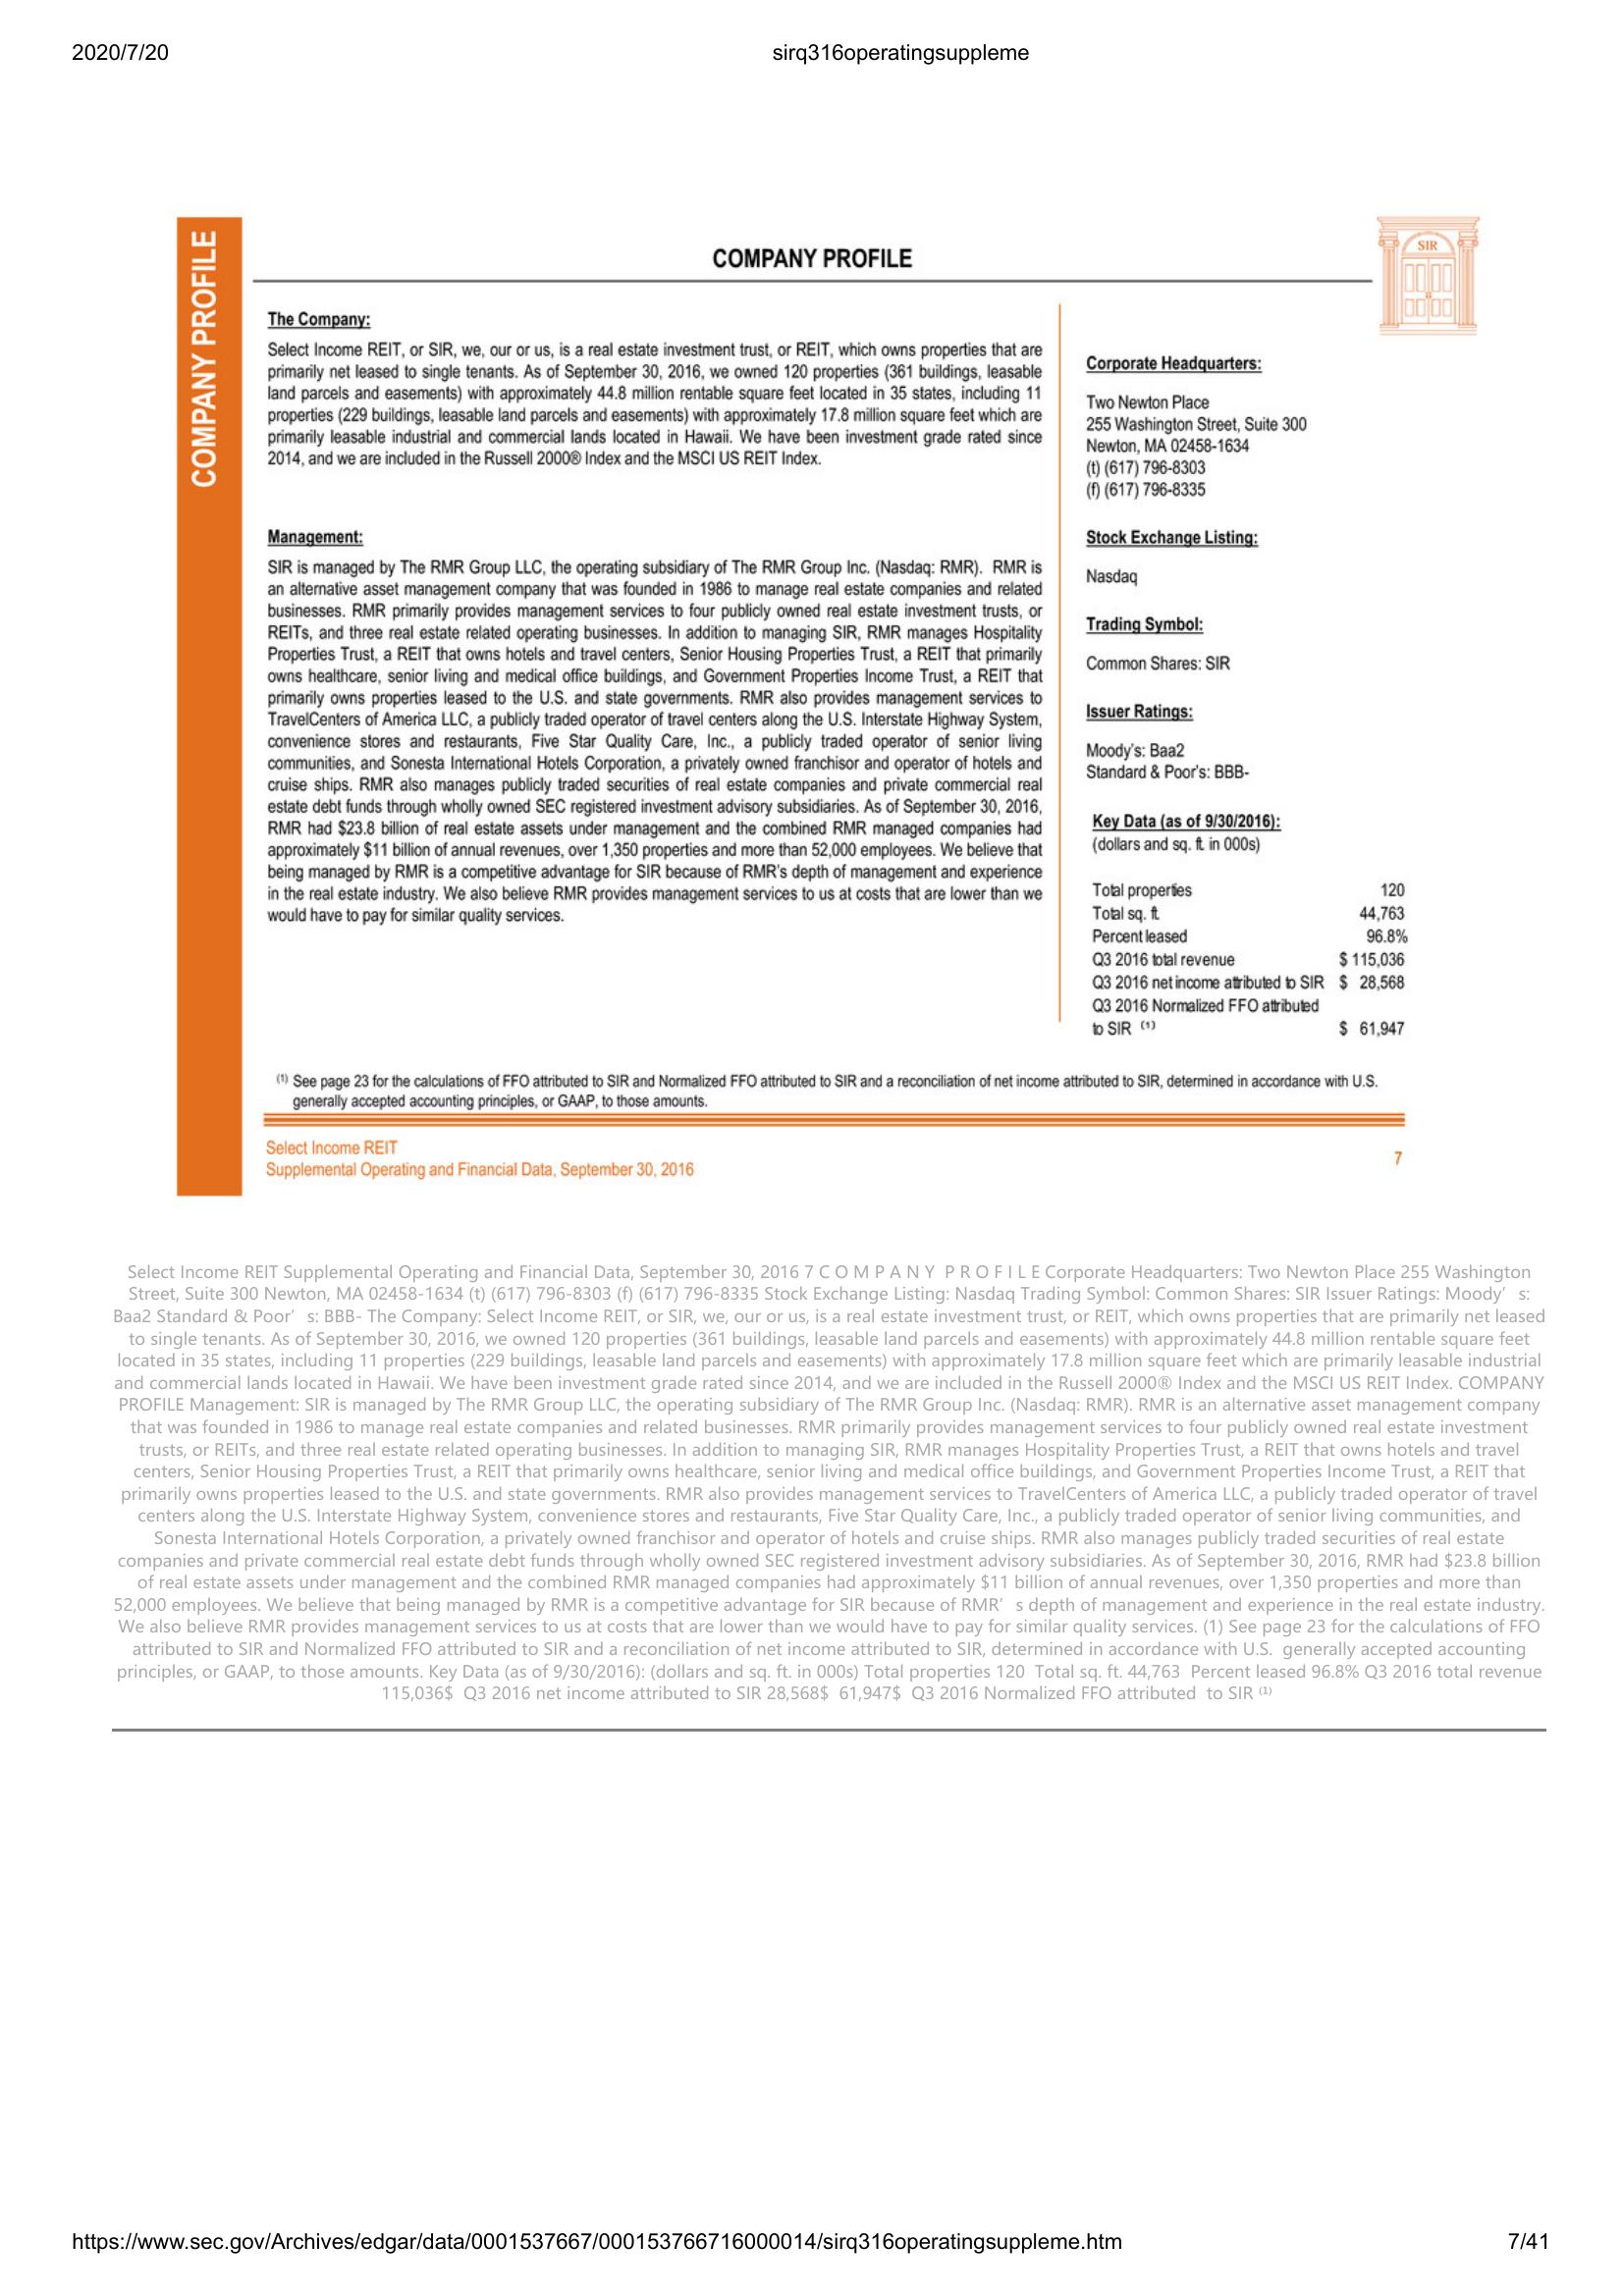 2020/7/20
sirq316operatingsuppleme
COMPANY PROFILE
COMPANY PROFILE
SIR
The Company:
Select Income REIT, or SIR, we, our or us, is a real estate investment trust, or REIT, which owns properties that are
primarily net leased to single tenants. As of September 30, 2016, we owned 120 properties (361 buildings, leasable
land parcels and easements) with approximately 44.8 million rentable square feet located in 35 states, including 11
properties (229 buildings, leasable land parcels and easements) with approximately 17.8 million square feet which are
primarily leasable industrial and commercial lands located in Hawaii. We have been investment grade rated since
2014, and we are included in the Russell 2000® Index and the MSCI US REIT Index.
Management:
SIR is managed by The RMR Group LLC, the operating subsidiary of The RMR Group Inc. (Nasdaq: RMR). RMR is
an alternative asset management company that was founded in 1986 to manage real estate companies and related
businesses. RMR primarily provides management services to four publicly owned real estate investment trusts, or
REITs, and three real estate related operating businesses. In addition to managing SIR, RMR manages Hospitality
Properties Trust, a REIT that owns hotels and travel centers, Senior Housing Properties Trust, a REIT that primarily
owns healthcare, senior living and medical office buildings, and Government Properties Income Trust, a REIT that
primarily owns properties leased to the U.S. and state governments. RMR also provides management services to
TravelCenters of America LLC, a publicly traded operator of travel centers along the U.S. Interstate Highway System,
convenience stores and restaurants, Five Star Quality Care, Inc., a publicly traded operator of senior living
communities, and Sonesta International Hotels Corporation, a privately owned franchisor and operator of hotels and
cruise ships. RMR also manages publicly traded securities of real estate companies and private commercial real
estate debt funds through wholly owned SEC registered investment advisory subsidiaries. As of September 30, 2016,
RMR had $23.8 billion of real estate assets under management and the combined RMR managed companies had
approximately $11 billion of annual revenues, over 1,350 properties and more than 52,000 employees. We believe that
being managed by RMR is a competitive advantage for SIR because of RMR's depth of management and experience
in the real estate industry. We also believe RMR provides management services to us at costs that are lower than we
would have to pay for similar quality services.
Corporate Headquarters:
Two Newton Place
255 Washington Street, Suite 300
Newton, MA 02458-1634
(t) (617) 796-8303
(f) (617) 796-8335
Stock Exchange Listing:
Nasdaq
Trading Symbol:
Common Shares: SIR
Issuer Ratings:
Moody's: Baa2
Standard & Poor's: BBB-
Key Data (as of 9/30/2016):
(dollars and sq. ft. in 000s)
Total properties 120
Total sq. ft. 44,763
Percent leased 96.8%
Q3 2016 total revenue $ 115,036
Q3 2016 net income attributed to SIR $ 28,568
Q3 2016 Normalized FFO attributed
to SIR (1) $ 61,947
(1) See page 23 for the calculations of FFO attributed to SIR and Normalized FFO attributed to SIR and a reconciliation of net income attributed to SIR, determined in accordance with U.S.
generally accepted accounting principles, or GAAP, to those amounts.
Select Income REIT
Supplemental Operating and Financial Data, September 30, 2016
7
Select Income REIT Supplemental Operating and Financial Data, September 30, 2016 7 C O M P A N Y P R O F I L E Corporate Headquarters: Two Newton Place 255 Washington
Street, Suite 300 Newton, MA 02458-1634 (t) (617) 796-8303 (f) (617) 796-8335 Stock Exchange Listing: Nasdaq Trading Symbol: Common Shares: SIR Issuer Ratings: Moody’ s:
Baa2 Standard & Poor’ s: BBB- The Company: Select Income REIT, or SIR, we, our or us, is a real estate investment trust, or REIT, which owns properties that are primarily net leased
to single tenants. As of September 30, 2016, we owned 120 properties (361 buildings, leasable land parcels and easements) with approximately 44.8 million rentable square feet
located in 35 states, including 11 properties (229 buildings, leasable land parcels and easements) with approximately 17.8 million square feet which are primarily leasable industrial
and commercial lands located in Hawaii. We have been investment grade rated since 2014, and we are included in the Russell 2000® Index and the MSCI US REIT Index. COMPANY
PROFILE Management: SIR is managed by The RMR Group LLC, the operating subsidiary of The RMR Group Inc. (Nasdaq: RMR). RMR is an alternative asset management company
that was founded in 1986 to manage real estate companies and related businesses. RMR primarily provides management services to four publicly owned real estate investment
trusts, or REITs, and three real estate related operating businesses. In addition to managing SIR, RMR manages Hospitality Properties Trust, a REIT that owns hotels and travel
centers, Senior Housing Properties Trust, a REIT that primarily owns healthcare, senior living and medical office buildings, and Government Properties Income Trust, a REIT that
primarily owns properties leased to the U.S. and state governments. RMR also provides management services to TravelCenters of America LLC, a publicly traded operator of travel
centers along the U.S. Interstate Highway System, convenience stores and restaurants, Five Star Quality Care, Inc., a publicly traded operator of senior living communities, and
Sonesta International Hotels Corporation, a privately owned franchisor and operator of hotels and cruise ships. RMR also manages publicly traded securities of real estate
companies and private commercial real estate debt funds through wholly owned SEC registered investment advisory subsidiaries. As of September 30, 2016, RMR had $23.8 billion
of real estate assets under management and the combined RMR managed companies had approximately $11 billion of annual revenues, over 1,350 properties and more than
52,000 employees. We believe that being managed by RMR is a competitive advantage for SIR because of RMR’ s depth of management and experience in the real estate industry.
We also believe RMR provides management services to us at costs that are lower than we would have to pay for similar quality services. (1) See page 23 for the calculations of FFO
attributed to SIR and Normalized FFO attributed to SIR and a reconciliation of net income attributed to SIR, determined in accordance with U.S. generally accepted accounting
principles, or GAAP, to those amounts. Key Data (as of 9/30/2016): (dollars and sq. ft. in 000s) Total properties 120 Total sq. ft. 44,763 Percent leased 96.8% Q3 2016 total revenue
115,036$ Q3 2016 net income attributed to SIR 28,568$ 61,947$ Q3 2016 Normalized FFO attributed to SIR (1)
https://www.sec.gov/Archives/edgar/data/0001537667/000153766716000014/sirq316operatingsuppleme.htm
7/41